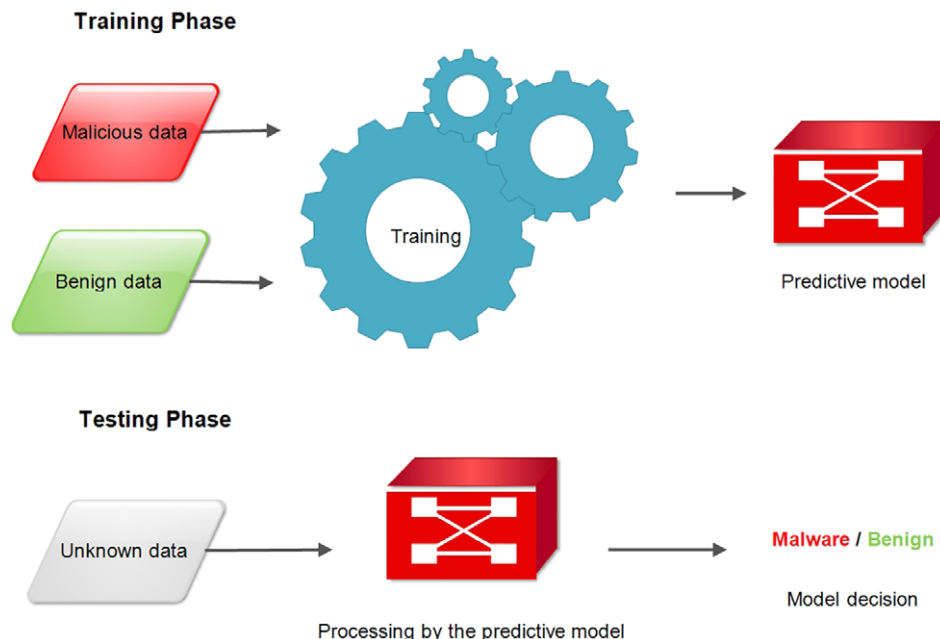 Training Phase
Malicious data
Training
Benign data
Predictive model
Testing Phase
Unknown data
Malware / Benign
Model decision
Processing by the predictive model